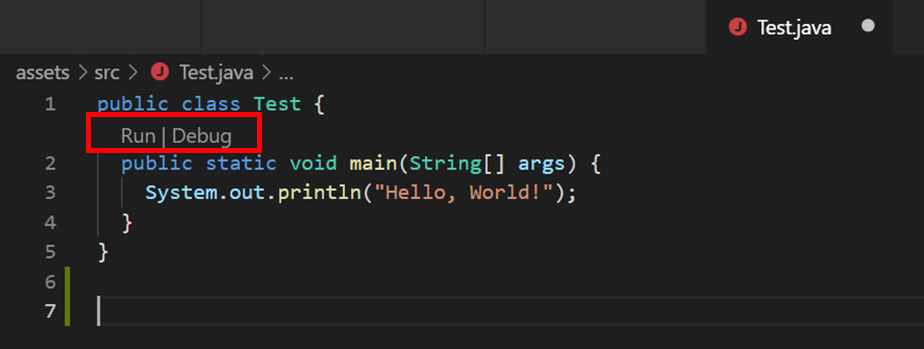 J Test.java
assets > src > J Test.java > ...
1 public class Test {
Run | Debug
2 public static void main(String[] args) {
3 System.out.println("Hello, World!");
4 }
5 }
6
7